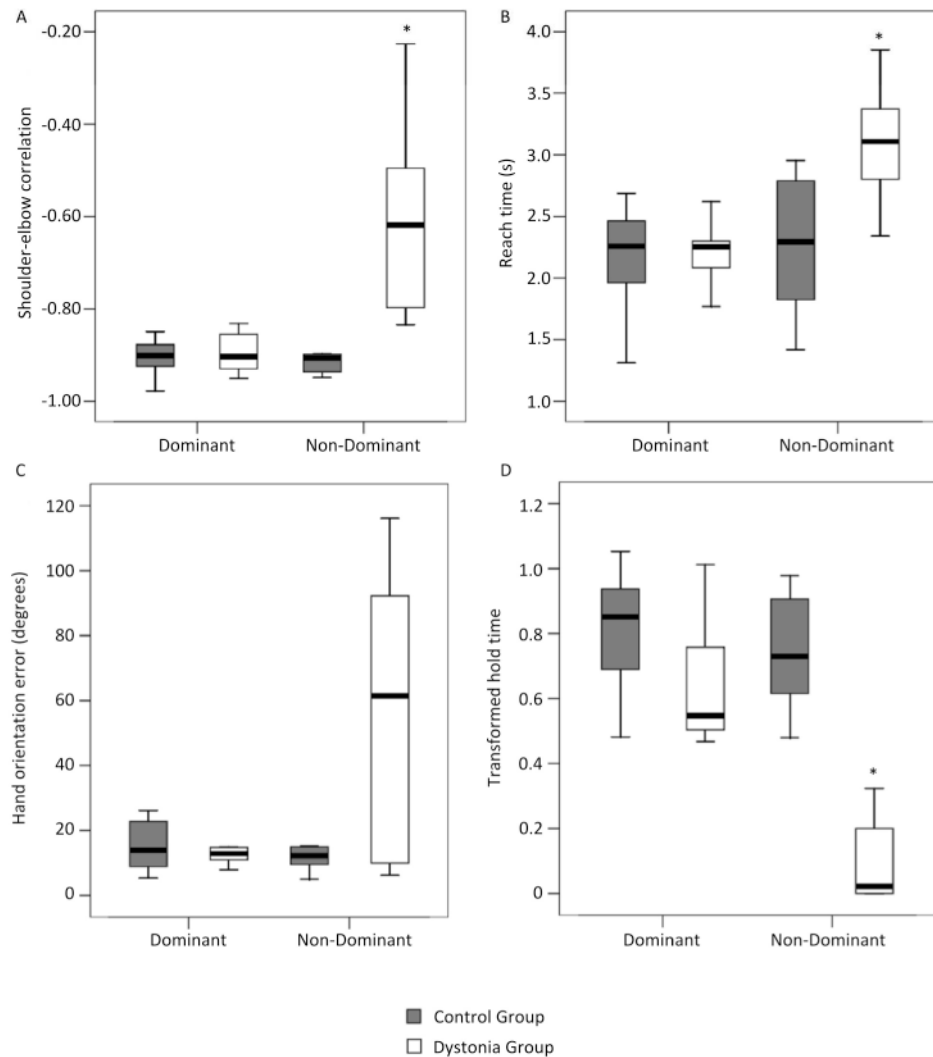 A
-0.20
-0.40
-0.60
-0.80
-1.00
Shoulder-elbow correlation
*
Dominant
Non-Dominant
B
4.0
3.5
3.0
2.5
2.0
1.5
1.0
Reach time (s)
*
Dominant
Non-Dominant
C
120
100
80
60
40
20
0
Hand orientation error (degrees)
Dominant
Non-Dominant
D
1.2
1.0
0.8
0.6
0.4
0.2
0
Transformed hold time
*
Dominant
Non-Dominant
Control Group
Dystonia Group